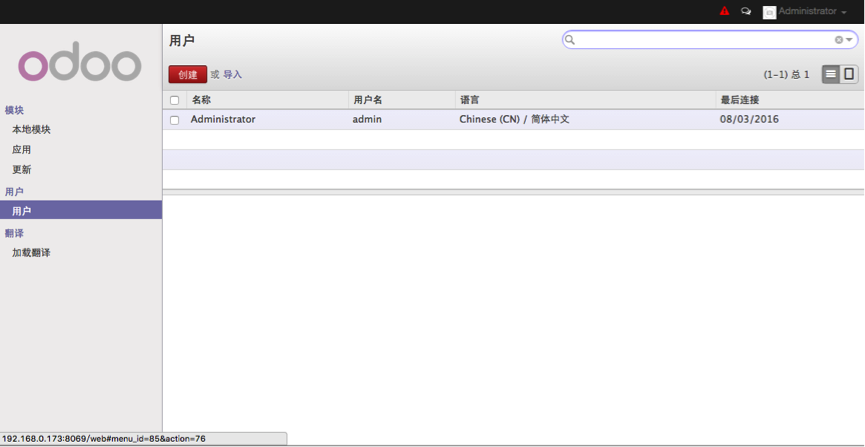 Administrator
odoo
用户
创建 或 导入
(1-1) 总 1
模块
本地模块
应用
更新
用户
用户
翻译
加载翻译
名称 用户名 语言 最后连接
Administrator admin Chinese (CN) / 简体中文 08/03/2016
192.168.0.173:8069/web#menu_id=85&action=76